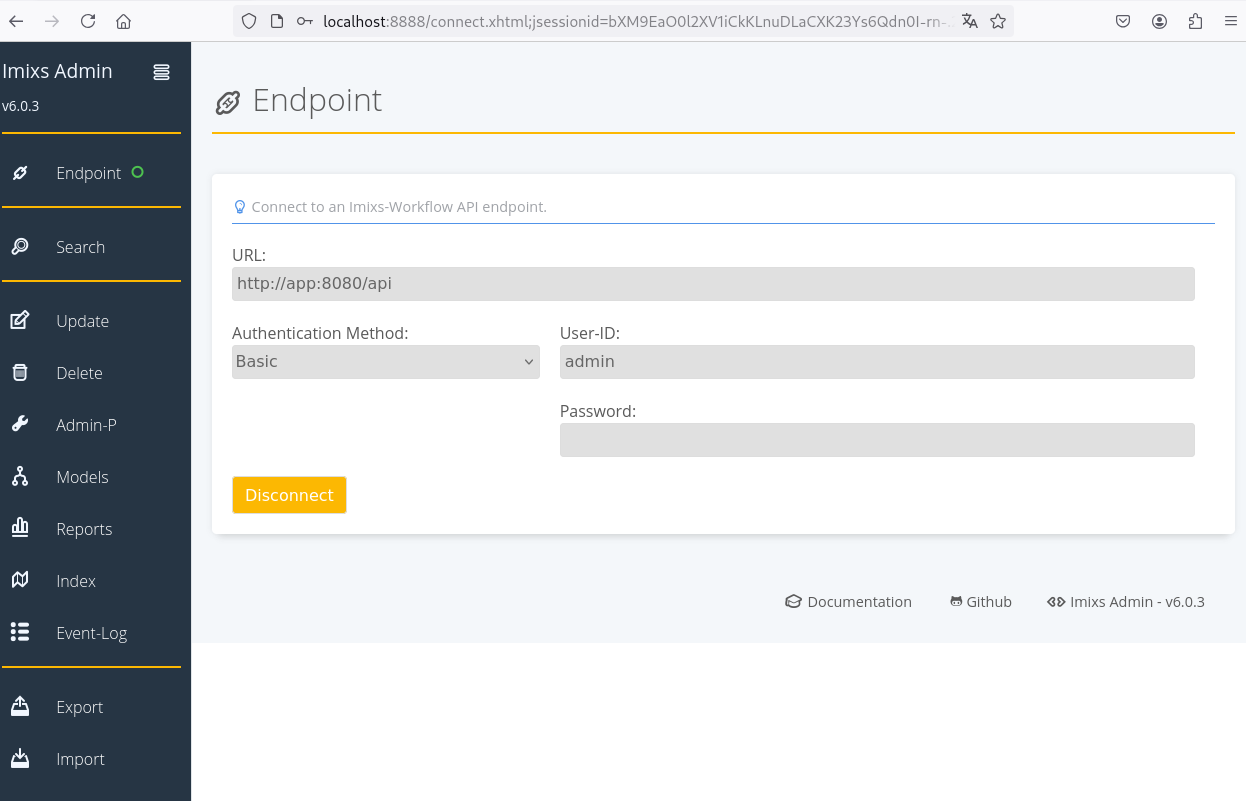 localhost:8888/connect.xhtml;jsessionid=bXM9EaO0l2XV1iCkKLnuDLaCXK23Ys6Qdn0I-rn-
Imixs Admin
v6.0.3
Endpoint
Search
Update
Delete
Admin-P
Models
Reports
Index
Event-Log
Export
Import
Endpoint
Connect to an Imixs-Workflow API endpoint.
URL:
http://app:8080/api
Authentication Method: User-ID:
Basic admin
Password:
Disconnect
Documentation Github Imixs Admin - v6.0.3